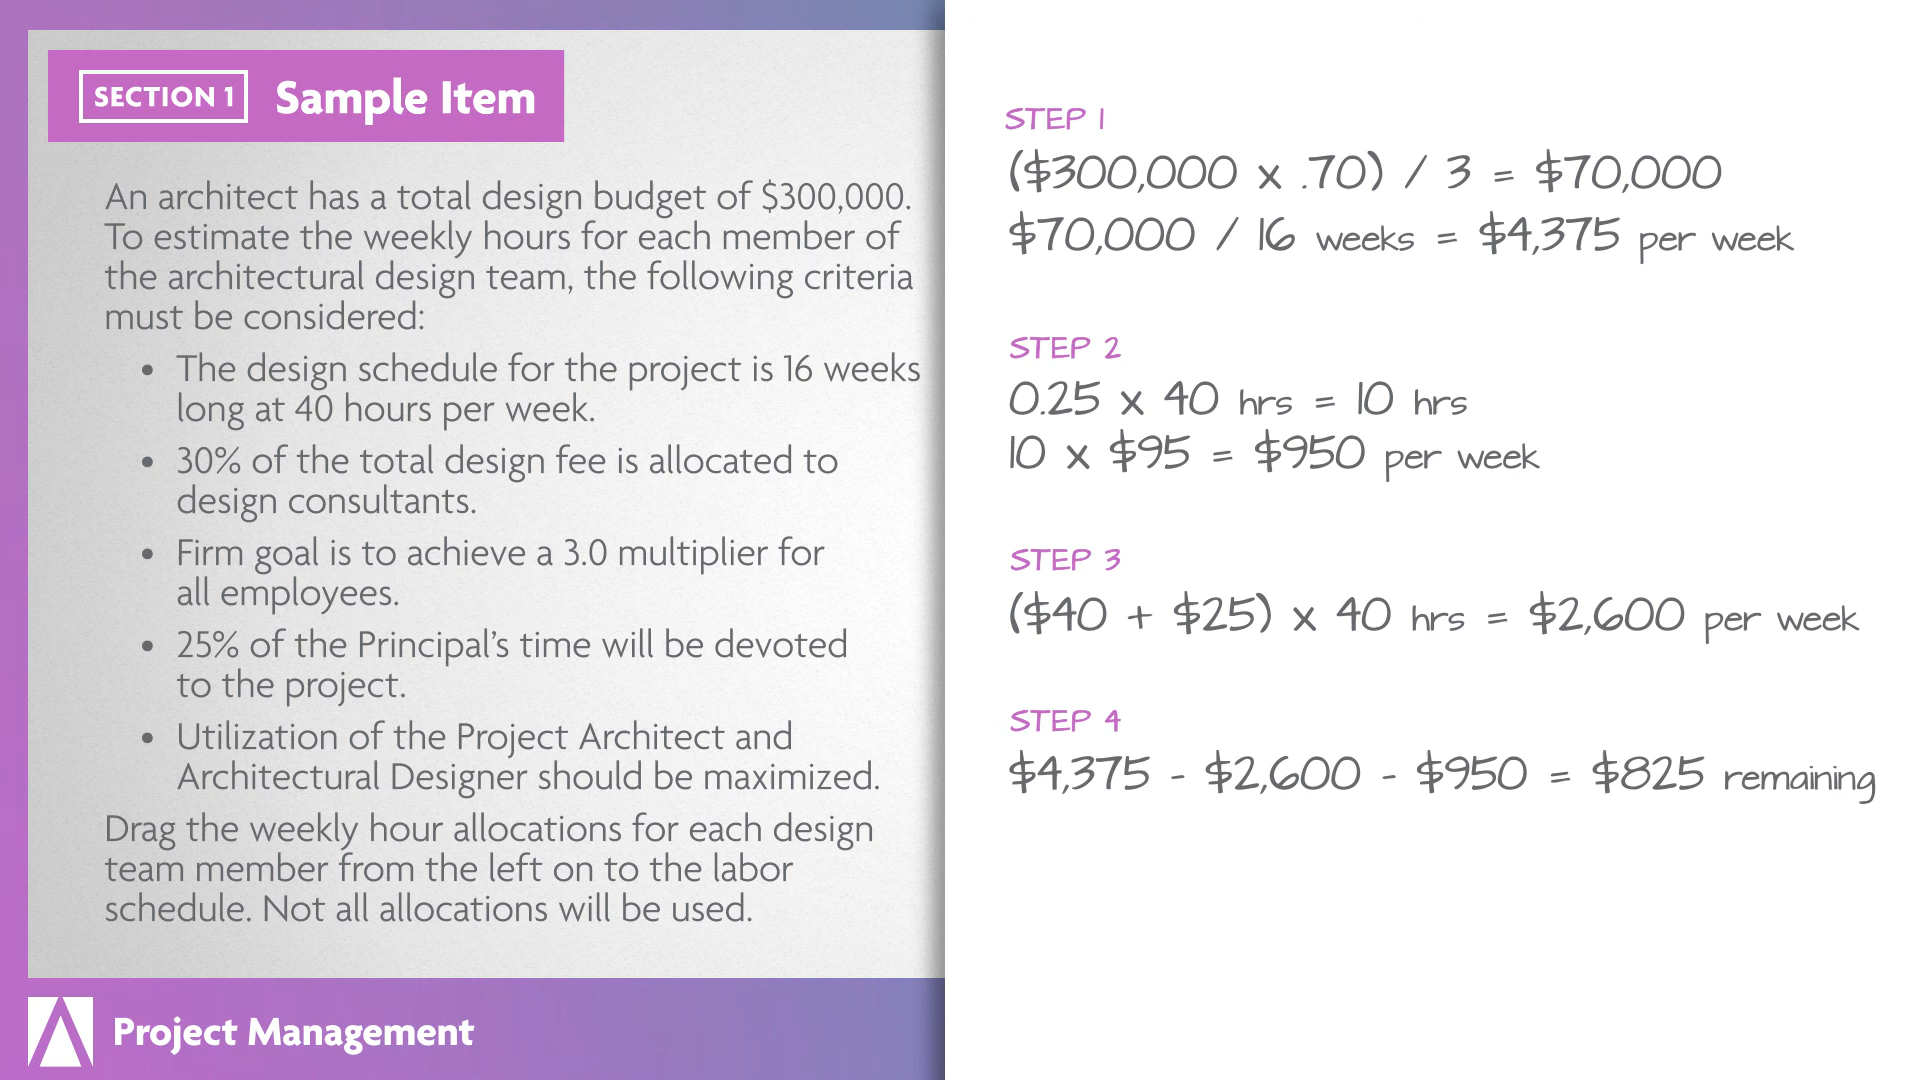 SECTION 1 Sample Item
An architect has a total design budget of $300,000.
To estimate the weekly hours for each member of
the architectural design team, the following criteria
must be considered:
• The design schedule for the project is 16 weeks
long at 40 hours per week.
• 30% of the total design fee is allocated to
design consultants.
• Firm goal is to achieve a 3.0 multiplier for
all employees.
• 25% of the Principal’s time will be devoted
to the project.
• Utilization of the Project Architect and
Architectural Designer should be maximized.
Drag the weekly hour allocations for each design
team member from the left on to the labor
schedule. Not all allocations will be used.
Project Management
STEP 1
($300,000 x .70) / 3 = $70,000
$70,000 / 16 weeks = $4,375 per week
STEP 2
0.25 x 40 hrs = 10 hrs
10 x $95 = $950 per week
STEP 3
($40 + $25) x 40 hrs = $2,600 per week
STEP 4
$4,375 - $2,600 - $950 = $825 remaining